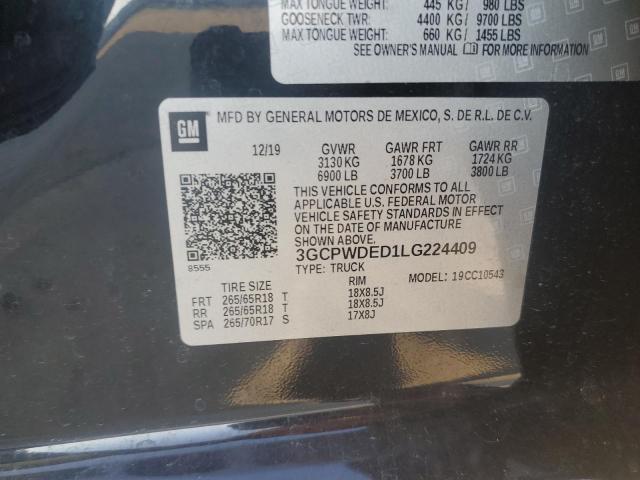 MAX TONGUE WEIGHT: 445 KG / 980 LBS
GOOSENECK TWR: 4400 KG / 9700 LBS
MAX TONGUE WEIGHT: 660 KG / 1455 LBS
SEE OWNER'S MANUAL FOR MORE INFORMATION
GM
MFD BY GENERAL MOTORS DE MEXICO, S. DE R.L. DE C.V.
12/19 GVWR GAWR FRT GAWR RR
3130 KG 1678 KG 1724 KG
6900 LB 3700 LB 3800 LB
THIS VEHICLE CONFORMS TO ALL
APPLICABLE U.S. FEDERAL MOTOR
VEHICLE SAFETY STANDARDS IN EFFECT
ON THE DATE OF MANUFACTURE
SHOWN ABOVE.
3GCPWDED1LG224409
8555
TYPE: TRUCK
MODEL: 19CC10543
TIRE SIZE RIM
FRT 265/65R18 T 18X8.5J
RR 265/65R18 T 18X8.5J
SPA 265/70R17 S 17X8J